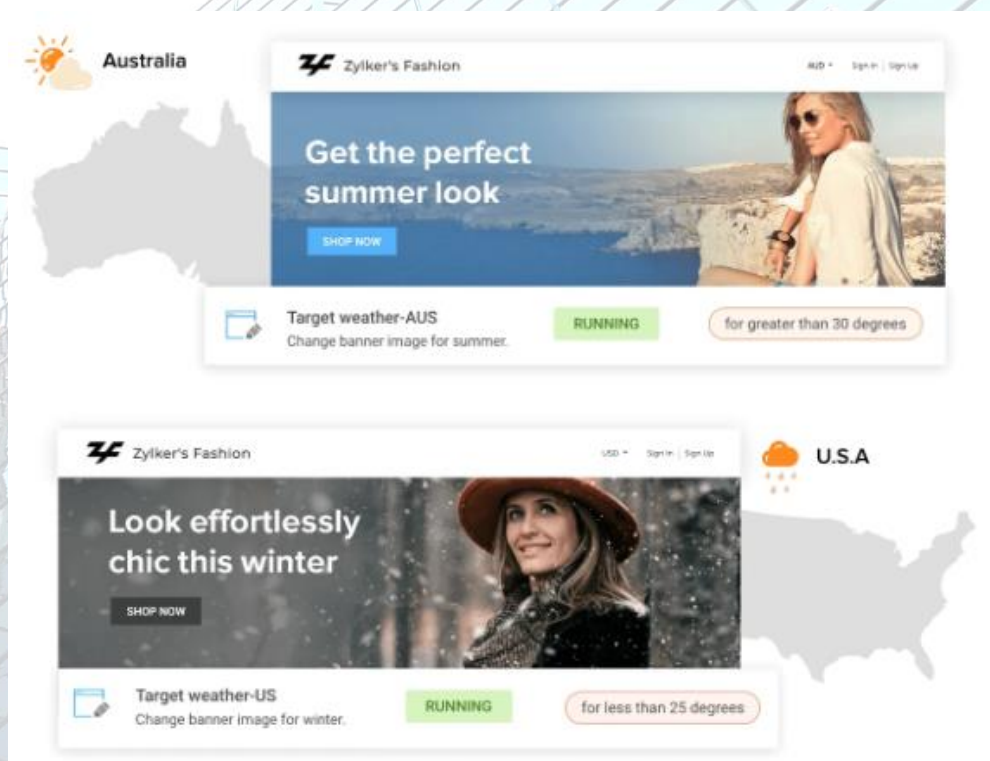 Australia
Zylker's Fashion
AUD
Sign In | Sign Up
Get the perfect
summer look
SHOP NOW
Target weather-AUS
Change banner image for summer.
RUNNING
for greater than 30 degrees
Zylker's Fashion
USD
Sign In | Sign Up
U.S.A
Look effortlessly
chic this winter
SHOP NOW
Target weather-US
Change banner image for winter.
RUNNING
for less than 25 degrees